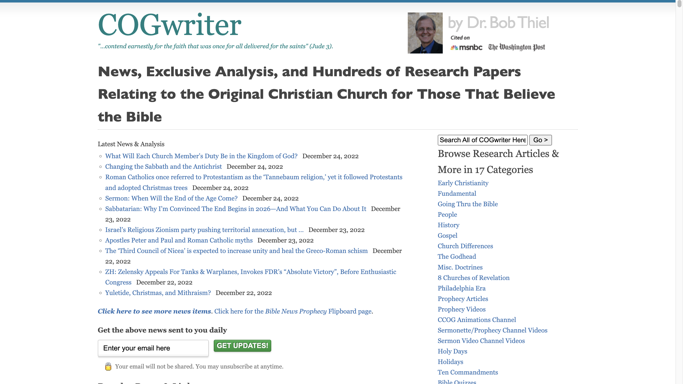 COGwriter
"...contend earnestly for the faith that was once for all delivered for the saints" (Jude 3).
by Dr. Bob Thiel
Cited on
msnbc The Washington Post
News, Exclusive Analysis, and Hundreds of Research Papers
Relating to the Original Christian Church for Those That Believe
the Bible
Latest News & Analysis
What Will Each Church Member's Duty Be in the Kingdom of God? December 24, 2022
Changing the Sabbath and the Antichrist December 24, 2022
Roman Catholics once referred to Protestantism as the 'Tannebaum religion,' yet it followed Protestants
and adopted Christmas trees December 24, 2022
Sermon: When Will the End of the Age Come? December 24, 2022
Sabbatarian: Why I'm Convinced The End Begins in 2026—And What You Can Do About It December
23, 2022
Israel's Religious Zionism party pushing territorial annexation, but ... December 23, 2022
Apostles Peter and Paul and Roman Catholic myths December 23, 2022
The 'Third Council of Nicea' is expected to increase unity and heal the Greco-Roman schism December
22, 2022
ZH: Zelensky Appeals For Tanks & Warplanes, Invokes FDR's "Absolute Victory", Before Enthusiastic
Congress December 22, 2022
Yuletide, Christmas, and Mithraism? December 22, 2022
Click here to see more news items. Click here for the Bible News Prophecy Flipboard page.
Get the above news sent to you daily
Enter your email here
GET UPDATES!
Your email will not be shared. You may unsubscribe at anytime.
Search All of COGwriter Here
Go >
Browse Research Articles &
More in 17 Categories
Early Christianity
Fundamental
Going Thru the Bible
People
History
Gospel
Church Differences
The Godhead
Misc. Doctrines
8 Churches of Revelation
Philadelphia Era
Prophecy Articles
Prophecy Videos
CCOG Animations Channel
Sermonette/Prophecy Channel Videos
Sermon Video Channel Videos
Holy Days
Holidays
Ten Commandments
Bible Quizzes